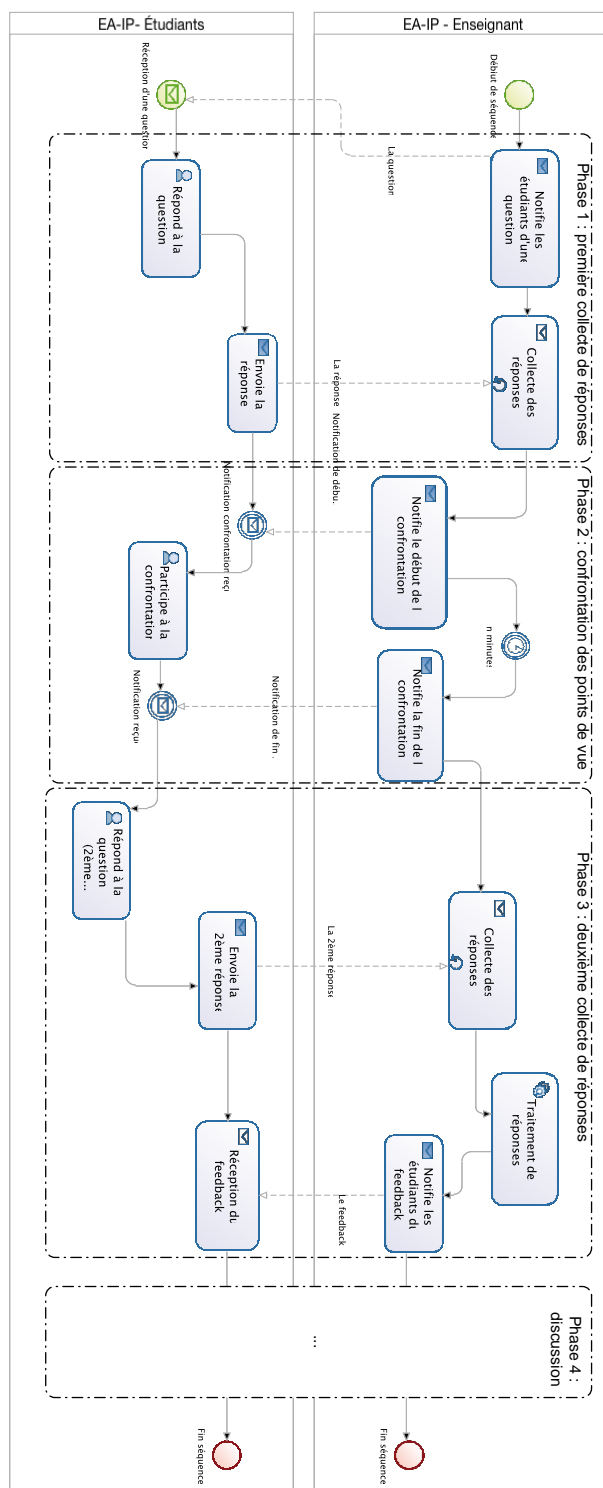 EA-IP- Étudiants
EA-IP - Enseignant
Réception d'une question
Début de séquence
Phase 1 : première collecte de réponses
La question
Notifie les
étudiants d'une
question
Répond à la
question
Collecte des
réponses
Envoie la
réponse
La réponse
Notification de débu.
Phase 2 : confrontation des points de vue
Notification confrontation reçu
Notifie le début de l
confrontation
n minutes
Participe à la
confrontation
Notification reçu
Notification de fin .
Notifie la fin de l
confrontation
Phase 3 : deuxième collecte de réponses
Répond à la
question
(2ème...
Envoie la
2ème réponse
La 2ème réponse
Collecte des
réponses
Traitement de
réponses
Notifie les
étudiants du
feedback
Le feedback
Réception du
feedback
Phase 4 :
discussion
...
Fin séquence
Fin séquence